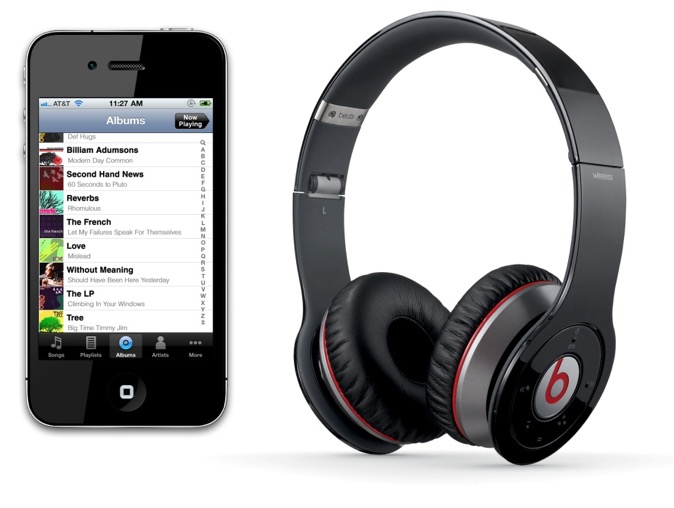 AT&T
11:27 AM
Albums
Now
Playing
Def Hugs
Billiam Adumsons
Modern Day Common
Second Hand News
60 Seconds to Pluto
Reverbs
Rhomulous
The French
Let My Failures Speak For Themselves
Love
Mislead
Without Meaning
Should Have Been Here Yesterday
The LP
Climbing In Your Windows
Tree
Big Time Timmy Jim
A
B
C
D
E
F
G
H
I
J
K
L
M
N
O
P
Q
R
S
T
U
V
W
X
Y
Z
#
Songs
Playlists
Albums
Artists
More
beats
wireless
L
b